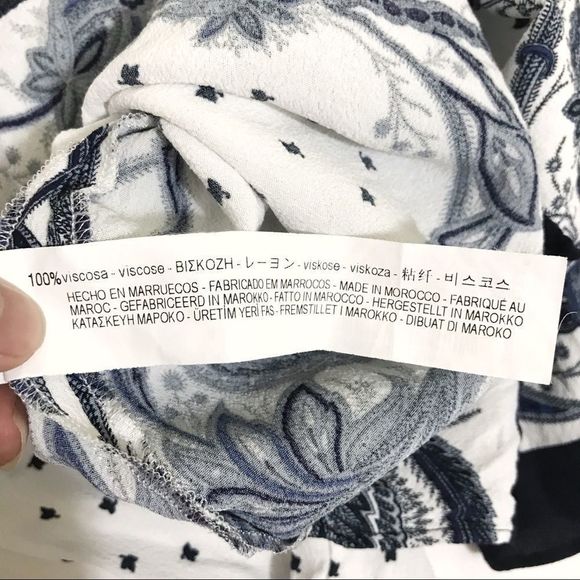 100% viscosa - viscose - ΒΙΣΚΟΖΗ - レーヨン - viskose - viskoza - 粘纤 - 비스코스
HECHO EN MARRUECOS - FABRICADO EM MARROCOS - MADE IN MOROCCO - FABRIQUÉ AU
MAROC - GEFABRICEERD IN MAROKKO - FATTO IN MAROCCO - HERGESTELLT IN MAROKKO
ΚΑΤΑΣΚΕΥΗ ΜΑΡΟΚΟ - ÜRETİM YERİ FAS - FREMSTILLET I MAROKKO - DIBUAT DI MAROKO